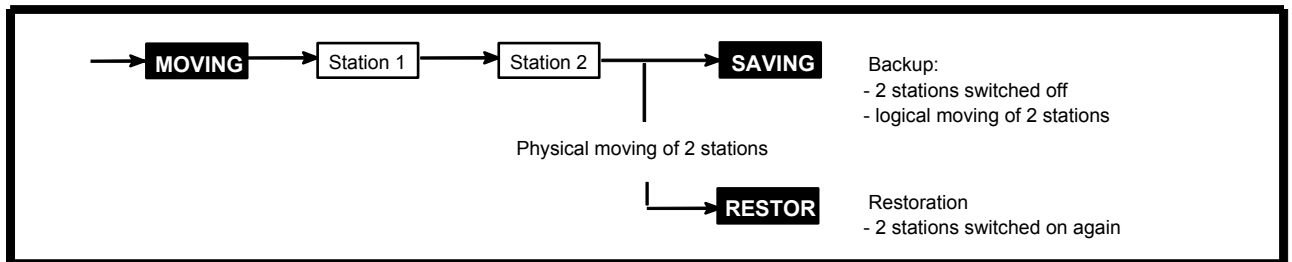 MOVING
Station 1
Station 2
SAVING
Backup:
- 2 stations switched off
- logical moving of 2 stations
Physical moving of 2 stations
RESTOR
Restoration
- 2 stations switched on again